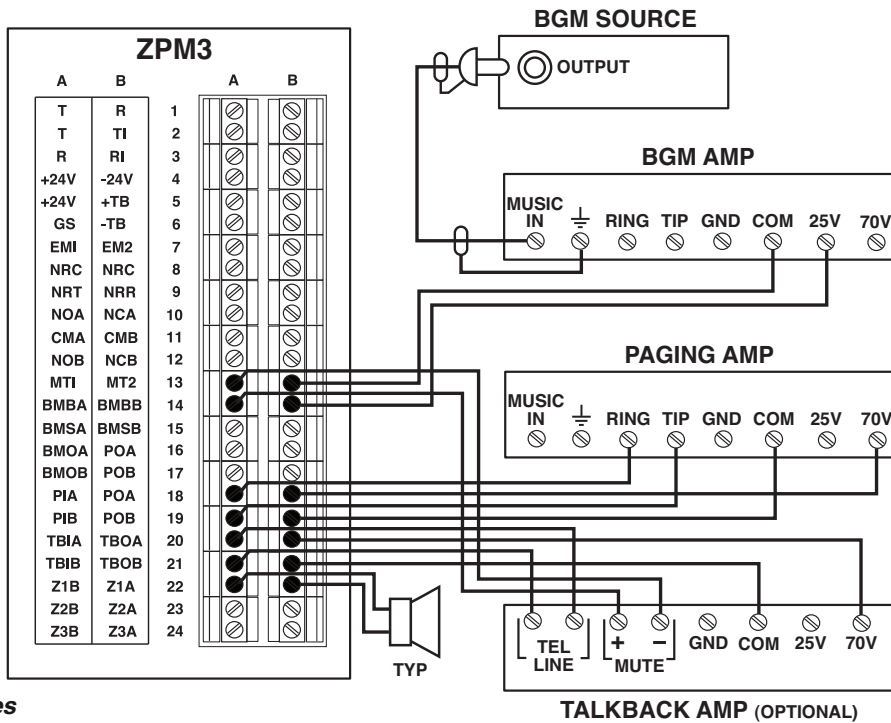 BGM SOURCE
OUTPUT
ZPM3
A B A B
T R 1
T TI 2
R RI 3
+24V -24V 4
+24V +TB 5
GS -TB 6
EMI EM2 7
NRC NRC 8
NRT NRR 9
NOA NCA 10
CMA CMB 11
NOB NCB 12
MTI MT2 13
BMBA BMBB 14
BMSA BMSB 15
BMOA POA 16
BMOB POB 17
PIA POA 18
PIB POB 19
TBIA TBOA 20
TBIB TBOB 21
Z1B Z1A 22
Z2B Z2A 23
Z3B Z3A 24
BGM AMP
MUSIC
IN RING TIP GND COM 25V 70V
PAGING AMP
MUSIC
IN RING TIP GND COM 25V 70V
TYP
TEL
LINE
+ −
MUTE
GND COM 25V 70V
TALKBACK AMP (OPTIONAL)
es